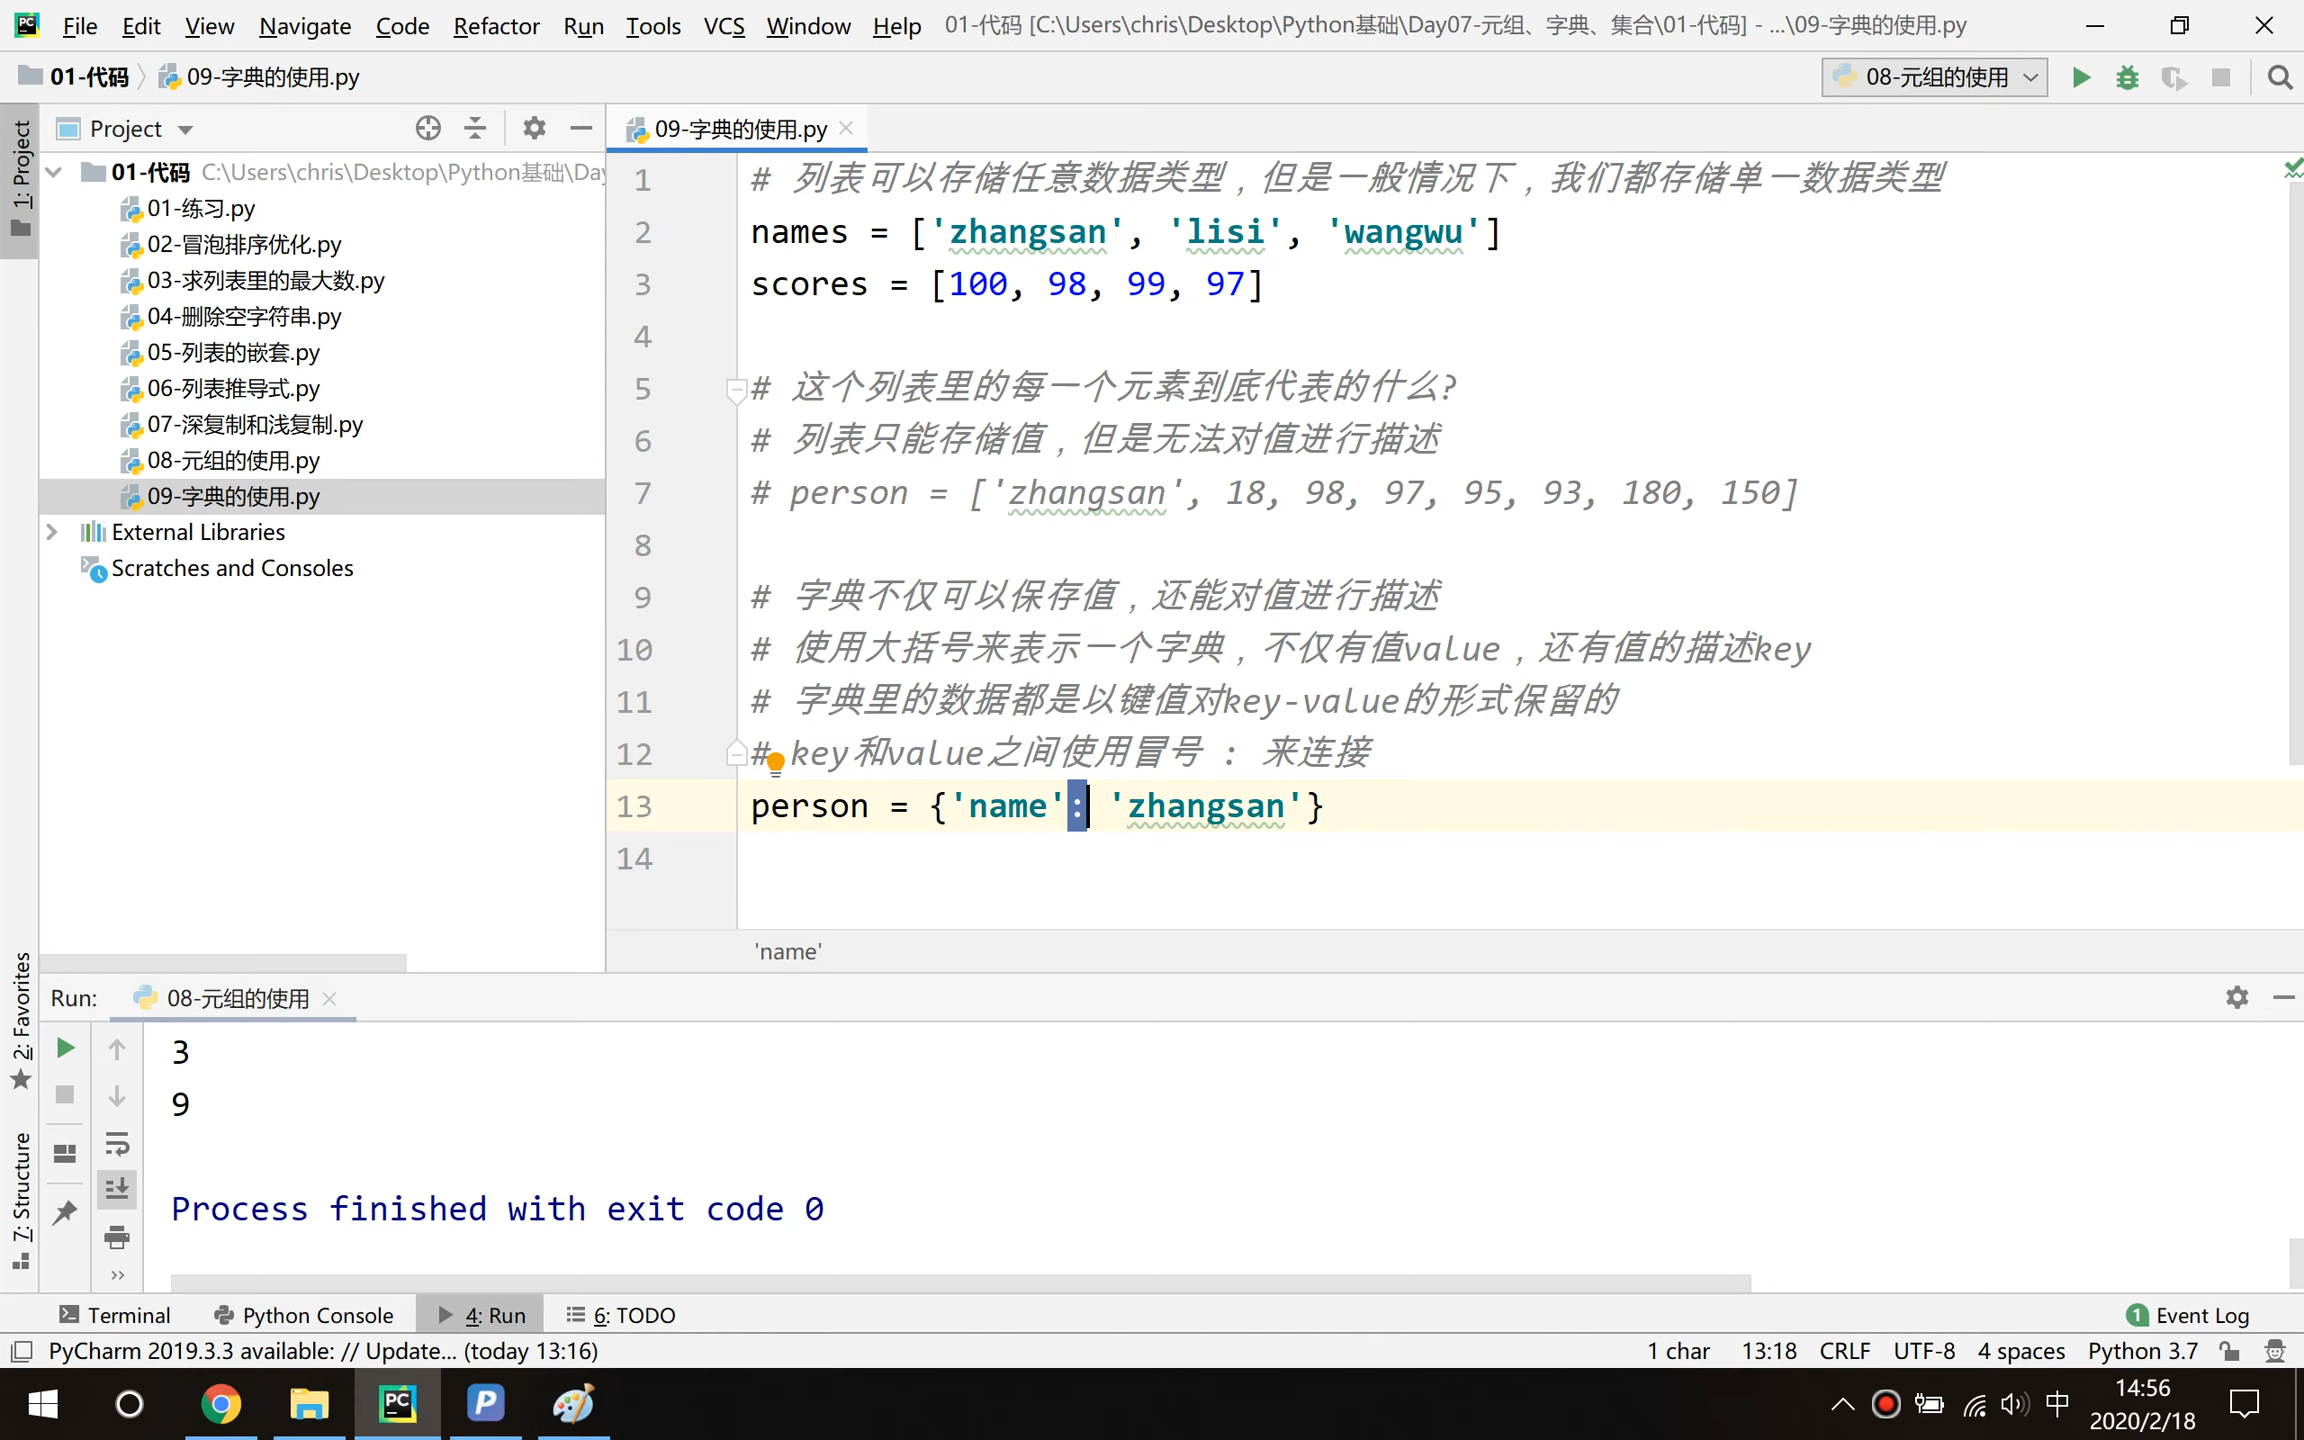 File Edit View Navigate Code Refactor Run Tools VCS Window Help 01-代码 [C:\Users\chris\Desktop\Python基础\Day07-元组、字典、集合\01-代码] - ...\09-字典的使用.py
01-代码 09-字典的使用.py 08-元组的使用
Project
09-字典的使用.py
1: Project
01-代码 C:\Users\chris\Desktop\Python基础\Da
01-练习.py
02-冒泡排序优化.py
03-求列表里的最大数.py
04-删除空字符串.py
05-列表的嵌套.py
06-列表推导式.py
07-深复制和浅复制.py
08-元组的使用.py
09-字典的使用.py
External Libraries
Scratches and Consoles
1 # 列表可以存储任意数据类型，但是一般情况下，我们都存储单一数据类型
2 names = ['zhangsan', 'lisi', 'wangwu']
3 scores = [100, 98, 99, 97]
4
5 # 这个列表里的每一个元素到底代表的什么?
6 # 列表只能存储值，但是无法对值进行描述
7 # person = ['zhangsan', 18, 98, 97, 95, 93, 180, 150]
8
9 # 字典不仅可以保存值，还能对值进行描述
10 # 使用大括号来表示一个字典，不仅有值value，还有值的描述key
11 # 字典里的数据都是以键值对key-value的形式保留的
12 # key和value之间使用冒号 : 来连接
13 person = {'name': 'zhangsan'}
14
'name'
2: Favorites
7: Structure
Run: 08-元组的使用
3
9
Process finished with exit code 0
Terminal Python Console 4: Run 6: TODO 1 Event Log
PyCharm 2019.3.3 available: // Update... (today 13:16) 1 char 13:18 CRLF UTF-8 4 spaces Python 3.7
中 14:56
2020/2/18